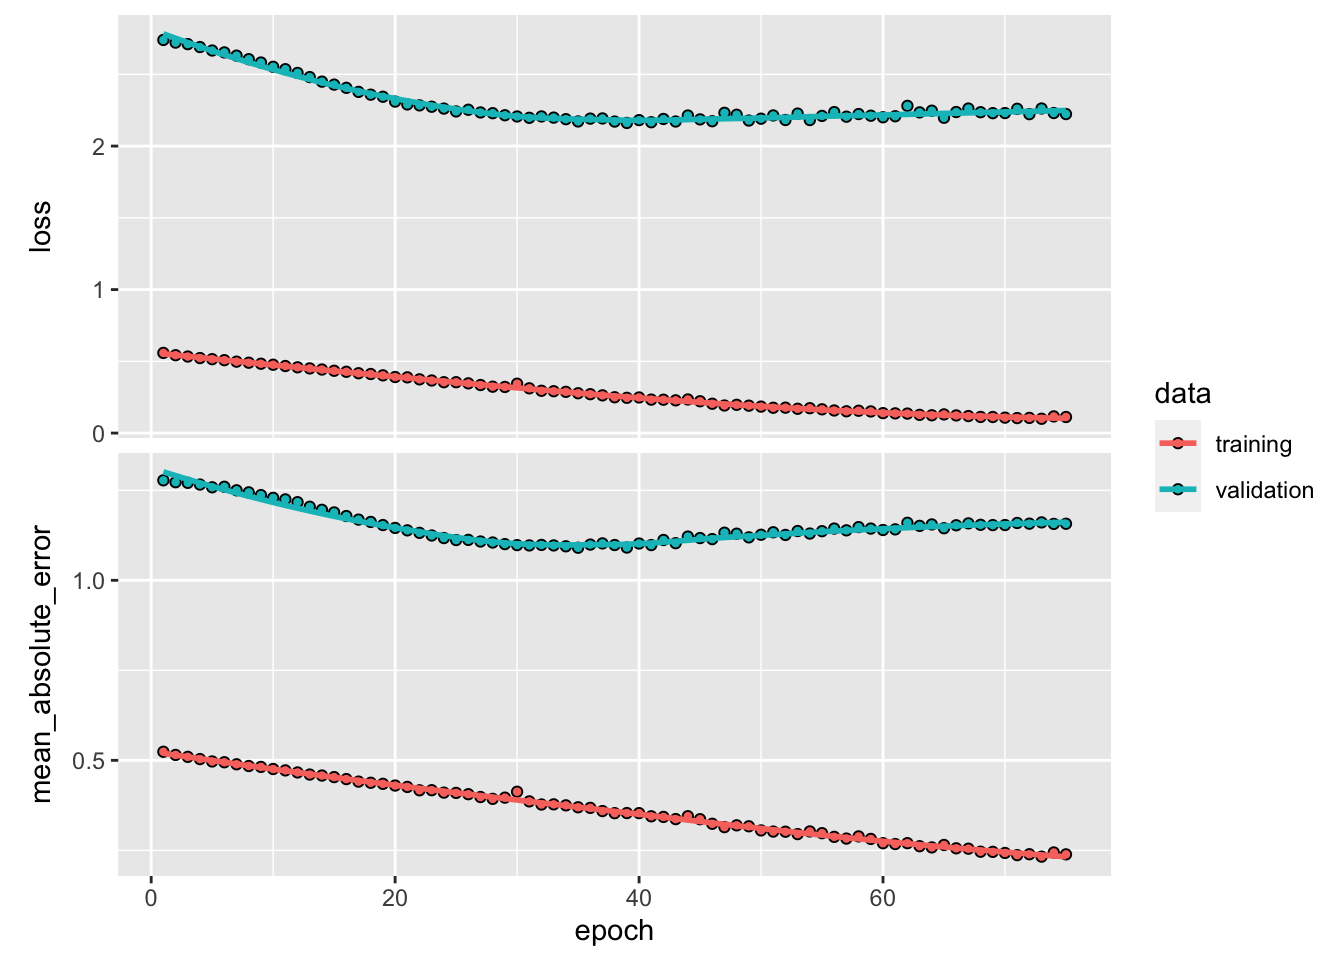 2
1
0
loss
1.0
0.5
mean_absolute_error
0 20 40 60
epoch
data
training
validation